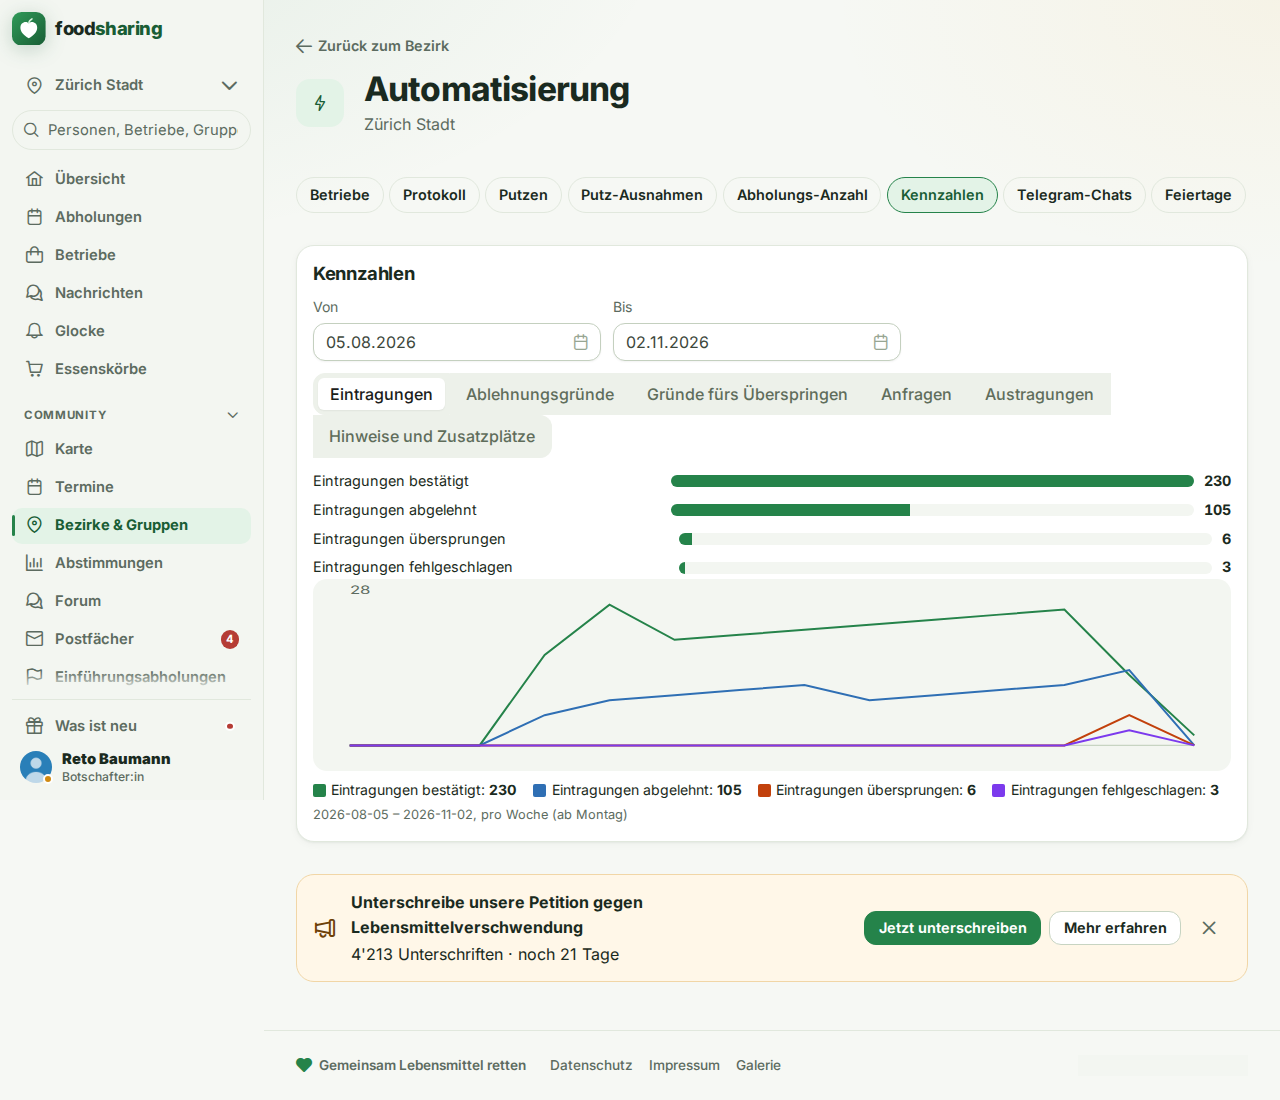 foodsharing
Zürich Stadt
Personen, Betriebe, Grupp
Übersicht
Abholungen
Betriebe
Nachrichten
Glocke
Essenskörbe
COMMUNITY
Karte
Termine
Bezirke & Gruppen
Abstimmungen
Forum
Postfächer 4
Einführungsabholungen
Was ist neu
Reto Baumann
Botschafter:in
Zurück zum Bezirk
Automatisierung
Zürich Stadt
Betriebe Protokoll Putzen Putz-Ausnahmen Abholungs-Anzahl Kennzahlen Telegram-Chats Feiertage
Kennzahlen
Von Bis
05.08.2026 02.11.2026
Eintragungen Ablehnungsgründe Gründe fürs Überspringen Anfragen Austragungen
Hinweise und Zusatzplätze
Eintragungen bestätigt 230
Eintragungen abgelehnt 105
Eintragungen übersprungen 6
Eintragungen fehlgeschlagen 3
28
Eintragungen bestätigt: 230 Eintragungen abgelehnt: 105 Eintragungen übersprungen: 6 Eintragungen fehlgeschlagen: 3
2026-08-05 – 2026-11-02, pro Woche (ab Montag)
Unterschreibe unsere Petition gegen
Lebensmittelverschwendung
4'213 Unterschriften · noch 21 Tage
Jetzt unterschreiben Mehr erfahren
Gemeinsam Lebensmittel retten Datenschutz Impressum Galerie